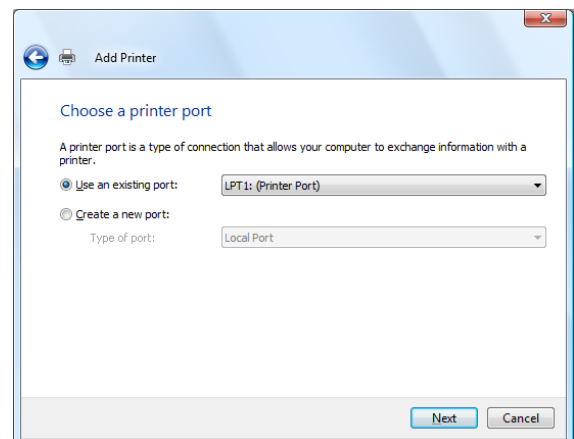 Add Printer
Choose a printer port
A printer port is a type of connection that allows your computer to exchange information with a
printer.
Use an existing port: LPT1: (Printer Port)
Create a new port:
Type of port: Local Port
Next Cancel